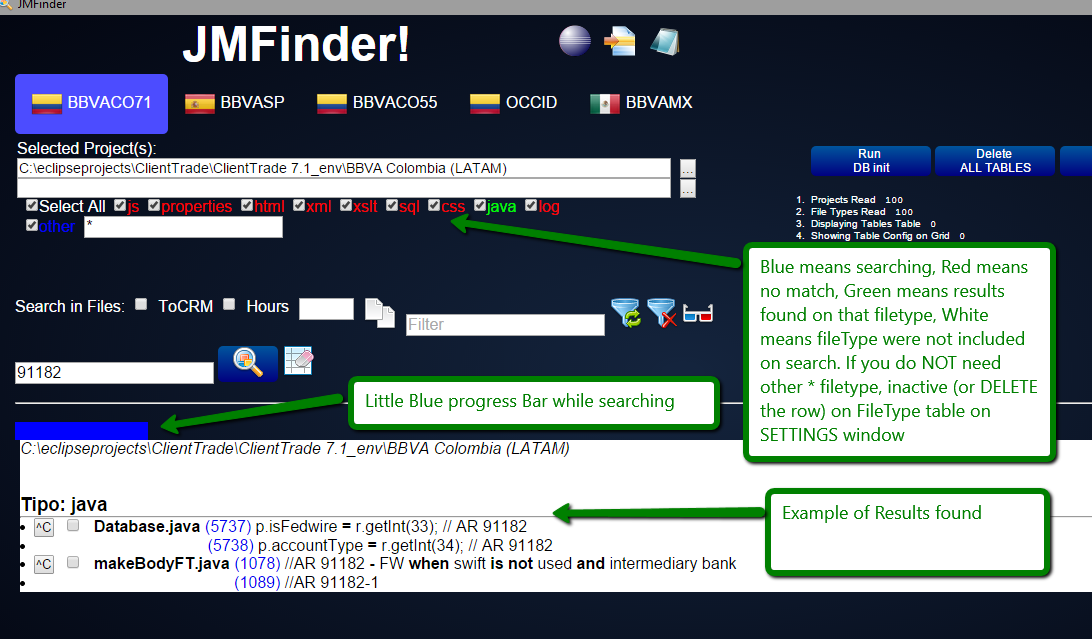 JMFinder
JMFinder!
BBVACO71 BBVASP BBVACO55 OCCID BBVAMX
Selected Project(s):
C:\eclipseprojects\ClientTrade\ClientTrade 7.1_env\BBVA Colombia (LATAM)
...
...
Run
DB init
Delete
ALL TABLES
Select All js properties html xml xslt sql css java log
other *
1. Projects Read 100
2. File Types Read 100
3. Displaying Tables Table 0
4. Showing Table Config on Grid 0
Blue means searching, Red means
no match, Green means results
found on that filetype, White
means fileType were not included
on search. If you do NOT need
other * filetype, inactive (or DELETE
the row) on FileType table on
SETTINGS window
Search in Files: ToCRM Hours
Filter
91182
Little Blue progress Bar while searching
C:\eclipseprojects\ClientTrade\ClientTrade 7.1_env\BBVA Colombia (LATAM)
Tipo: java
^C Database.java (5737) p.isFedwire = r.getInt(33); // AR 91182
(5738) p.accountType = r.getInt(34); // AR 91182
^C makeBodyFT.java (1078) //AR 91182 - FW when swift is not used and intermediary bank
(1089) //AR 91182-1
Example of Results found